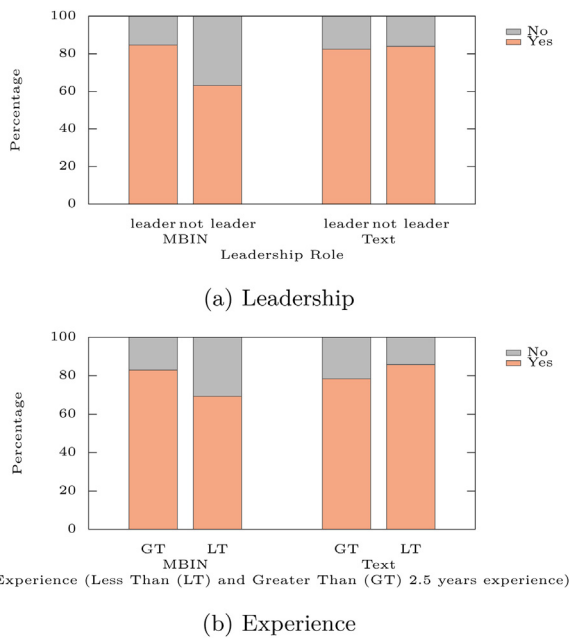 100
80
60
40
20
0
Percentage
No
Yes
leader not leader leader not leader
MBIN Text
Leadership Role
(a) Leadership
100
80
60
40
20
0
Percentage
No
Yes
GT LT GT LT
MBIN Text
Experience (Less Than (LT) and Greater Than (GT) 2.5 years experience)
(b) Experience